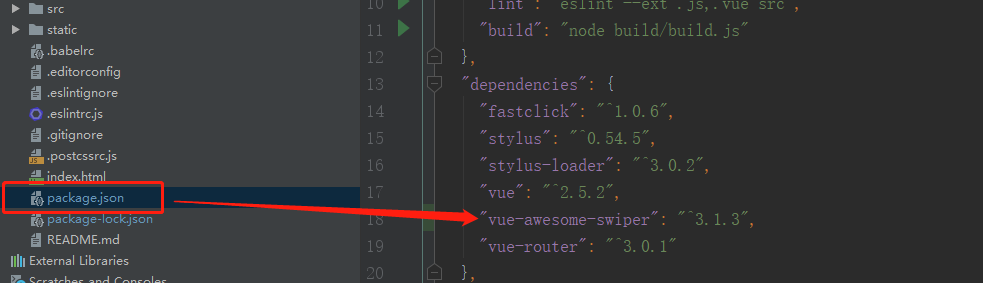 src
static
.babelrc
.editorconfig
.eslintignore
.eslintrc.js
.gitignore
.postcssrc.js
index.html
package.json
package-lock.json
README.md
External Libraries
Scratches and Consoles
10 "lint": "eslint --ext .js,.vue src",
11 "build": "node build/build.js"
12 },
13 "dependencies": {
14 "fastclick": "^1.0.6",
15 "stylus": "^0.54.5",
16 "stylus-loader": "^3.0.2",
17 "vue": "^2.5.2",
18 "vue-awesome-swiper": "^3.1.3",
19 "vue-router": "^3.0.1"
20 },